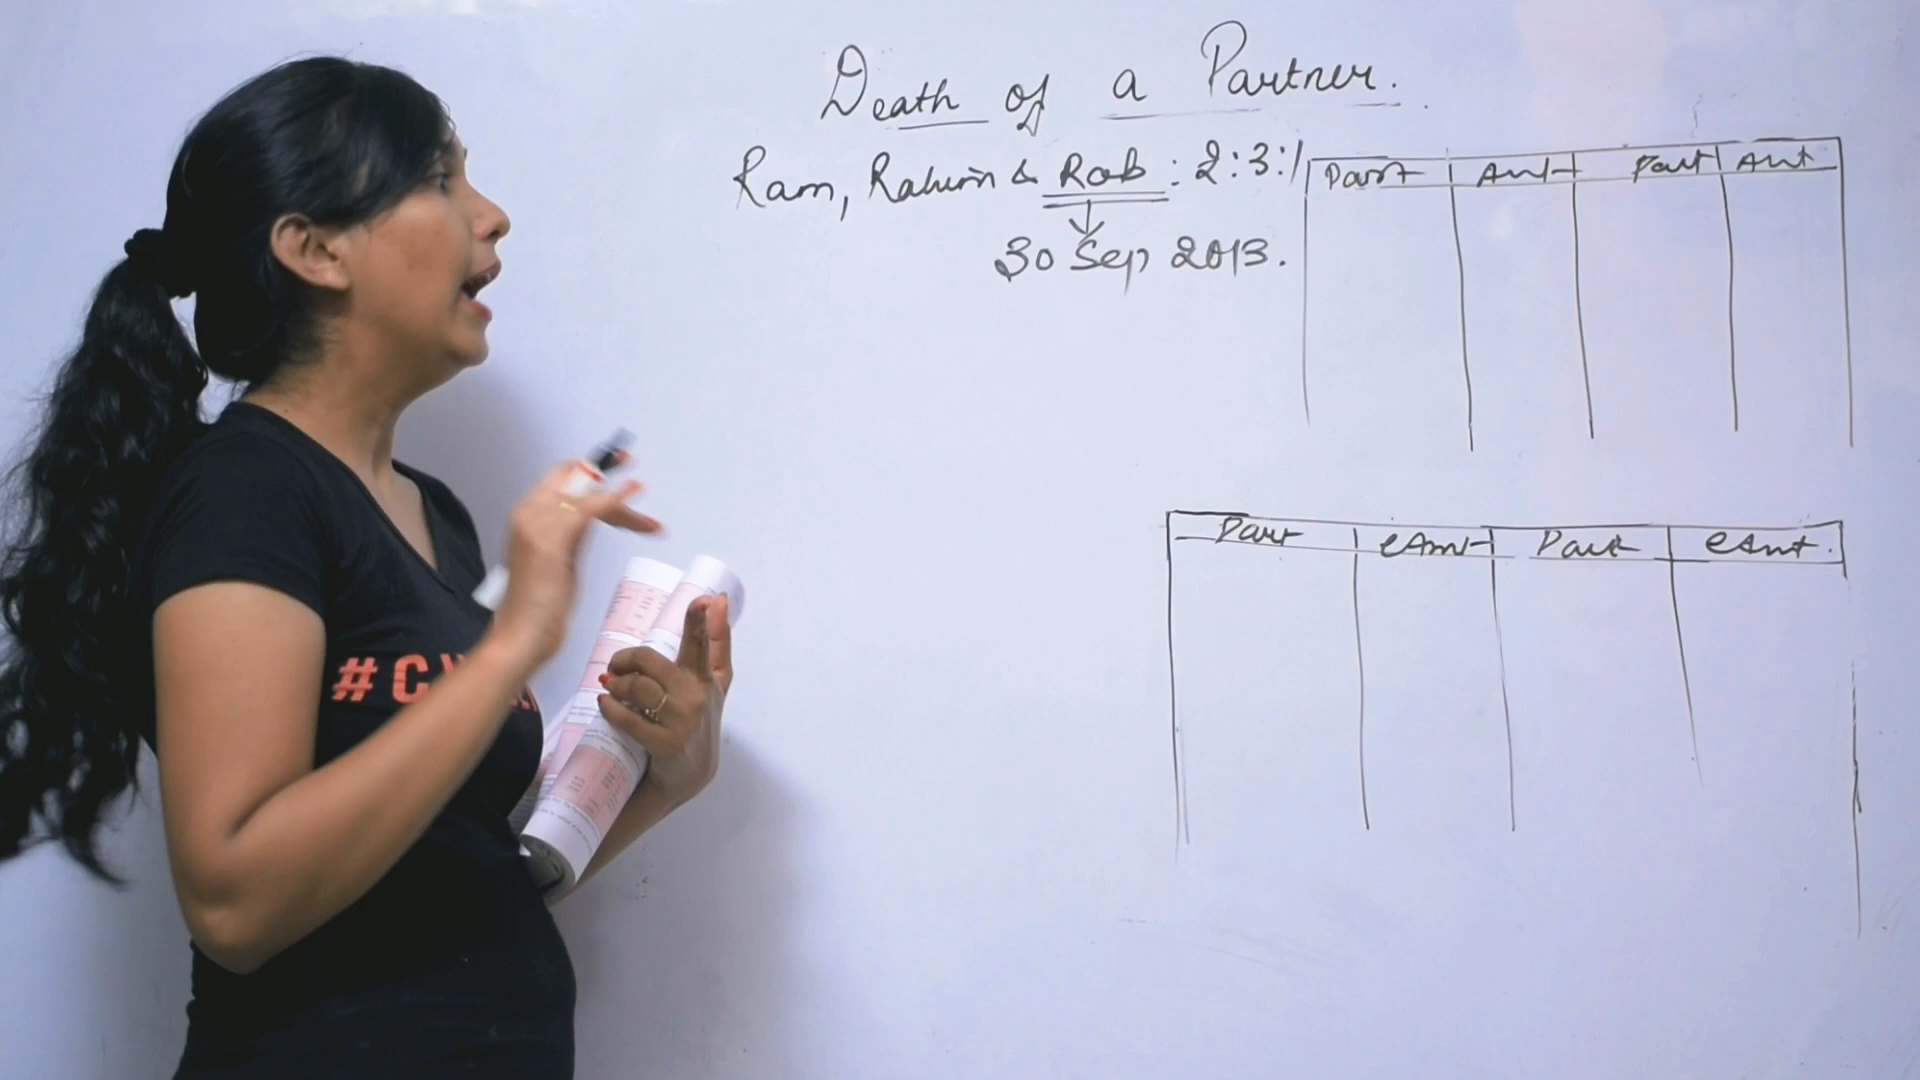 Death of a Partner.
Ram, Rahim & Rob : 2:3:1
30 Sep 2013.
Part Amt Part Amt
Part Amt Part Amt.
#C